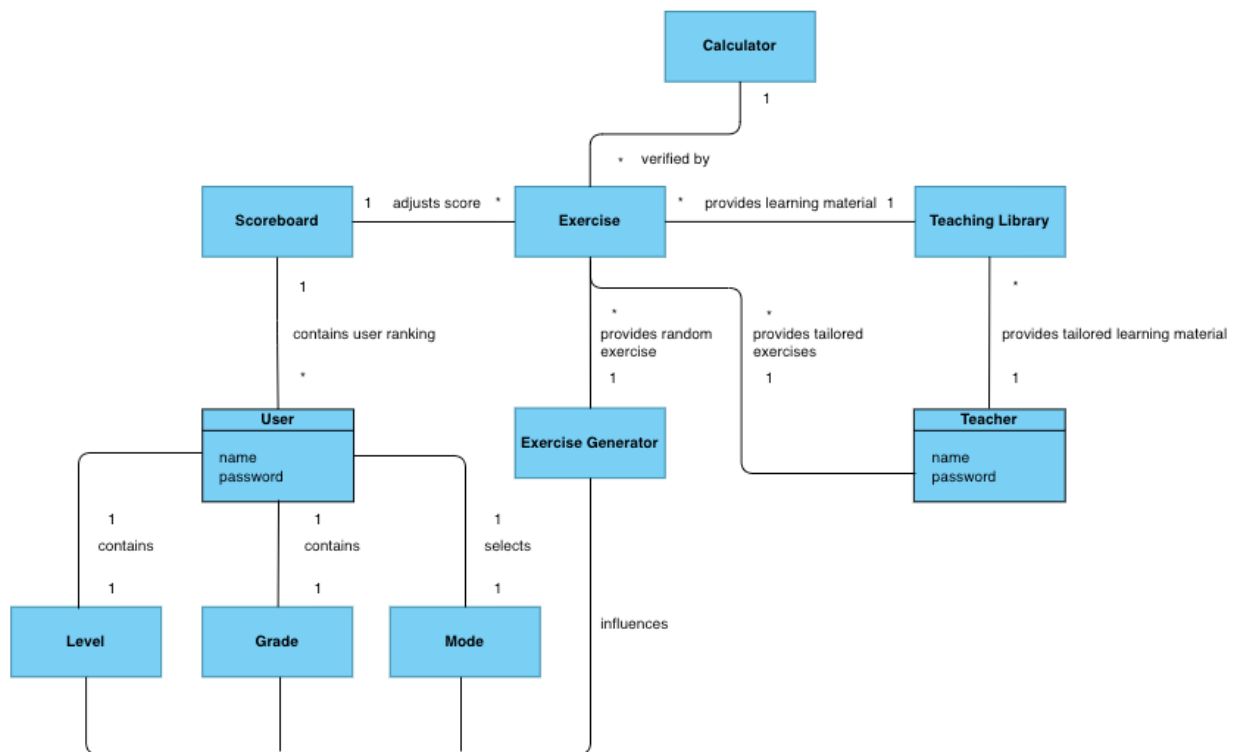 Calculator
1
* verified by
Scoreboard
1 adjusts score *
Exercise
* provides learning material 1
Teaching Library
1
contains user ranking
*
*
provides random
exercise
1
*
provides tailored
exercises
1
*
provides tailored learning material
1
User
name
password
Exercise Generator
Teacher
name
password
1
contains
1
1
contains
1
1
selects
1
influences
Level
Grade
Mode